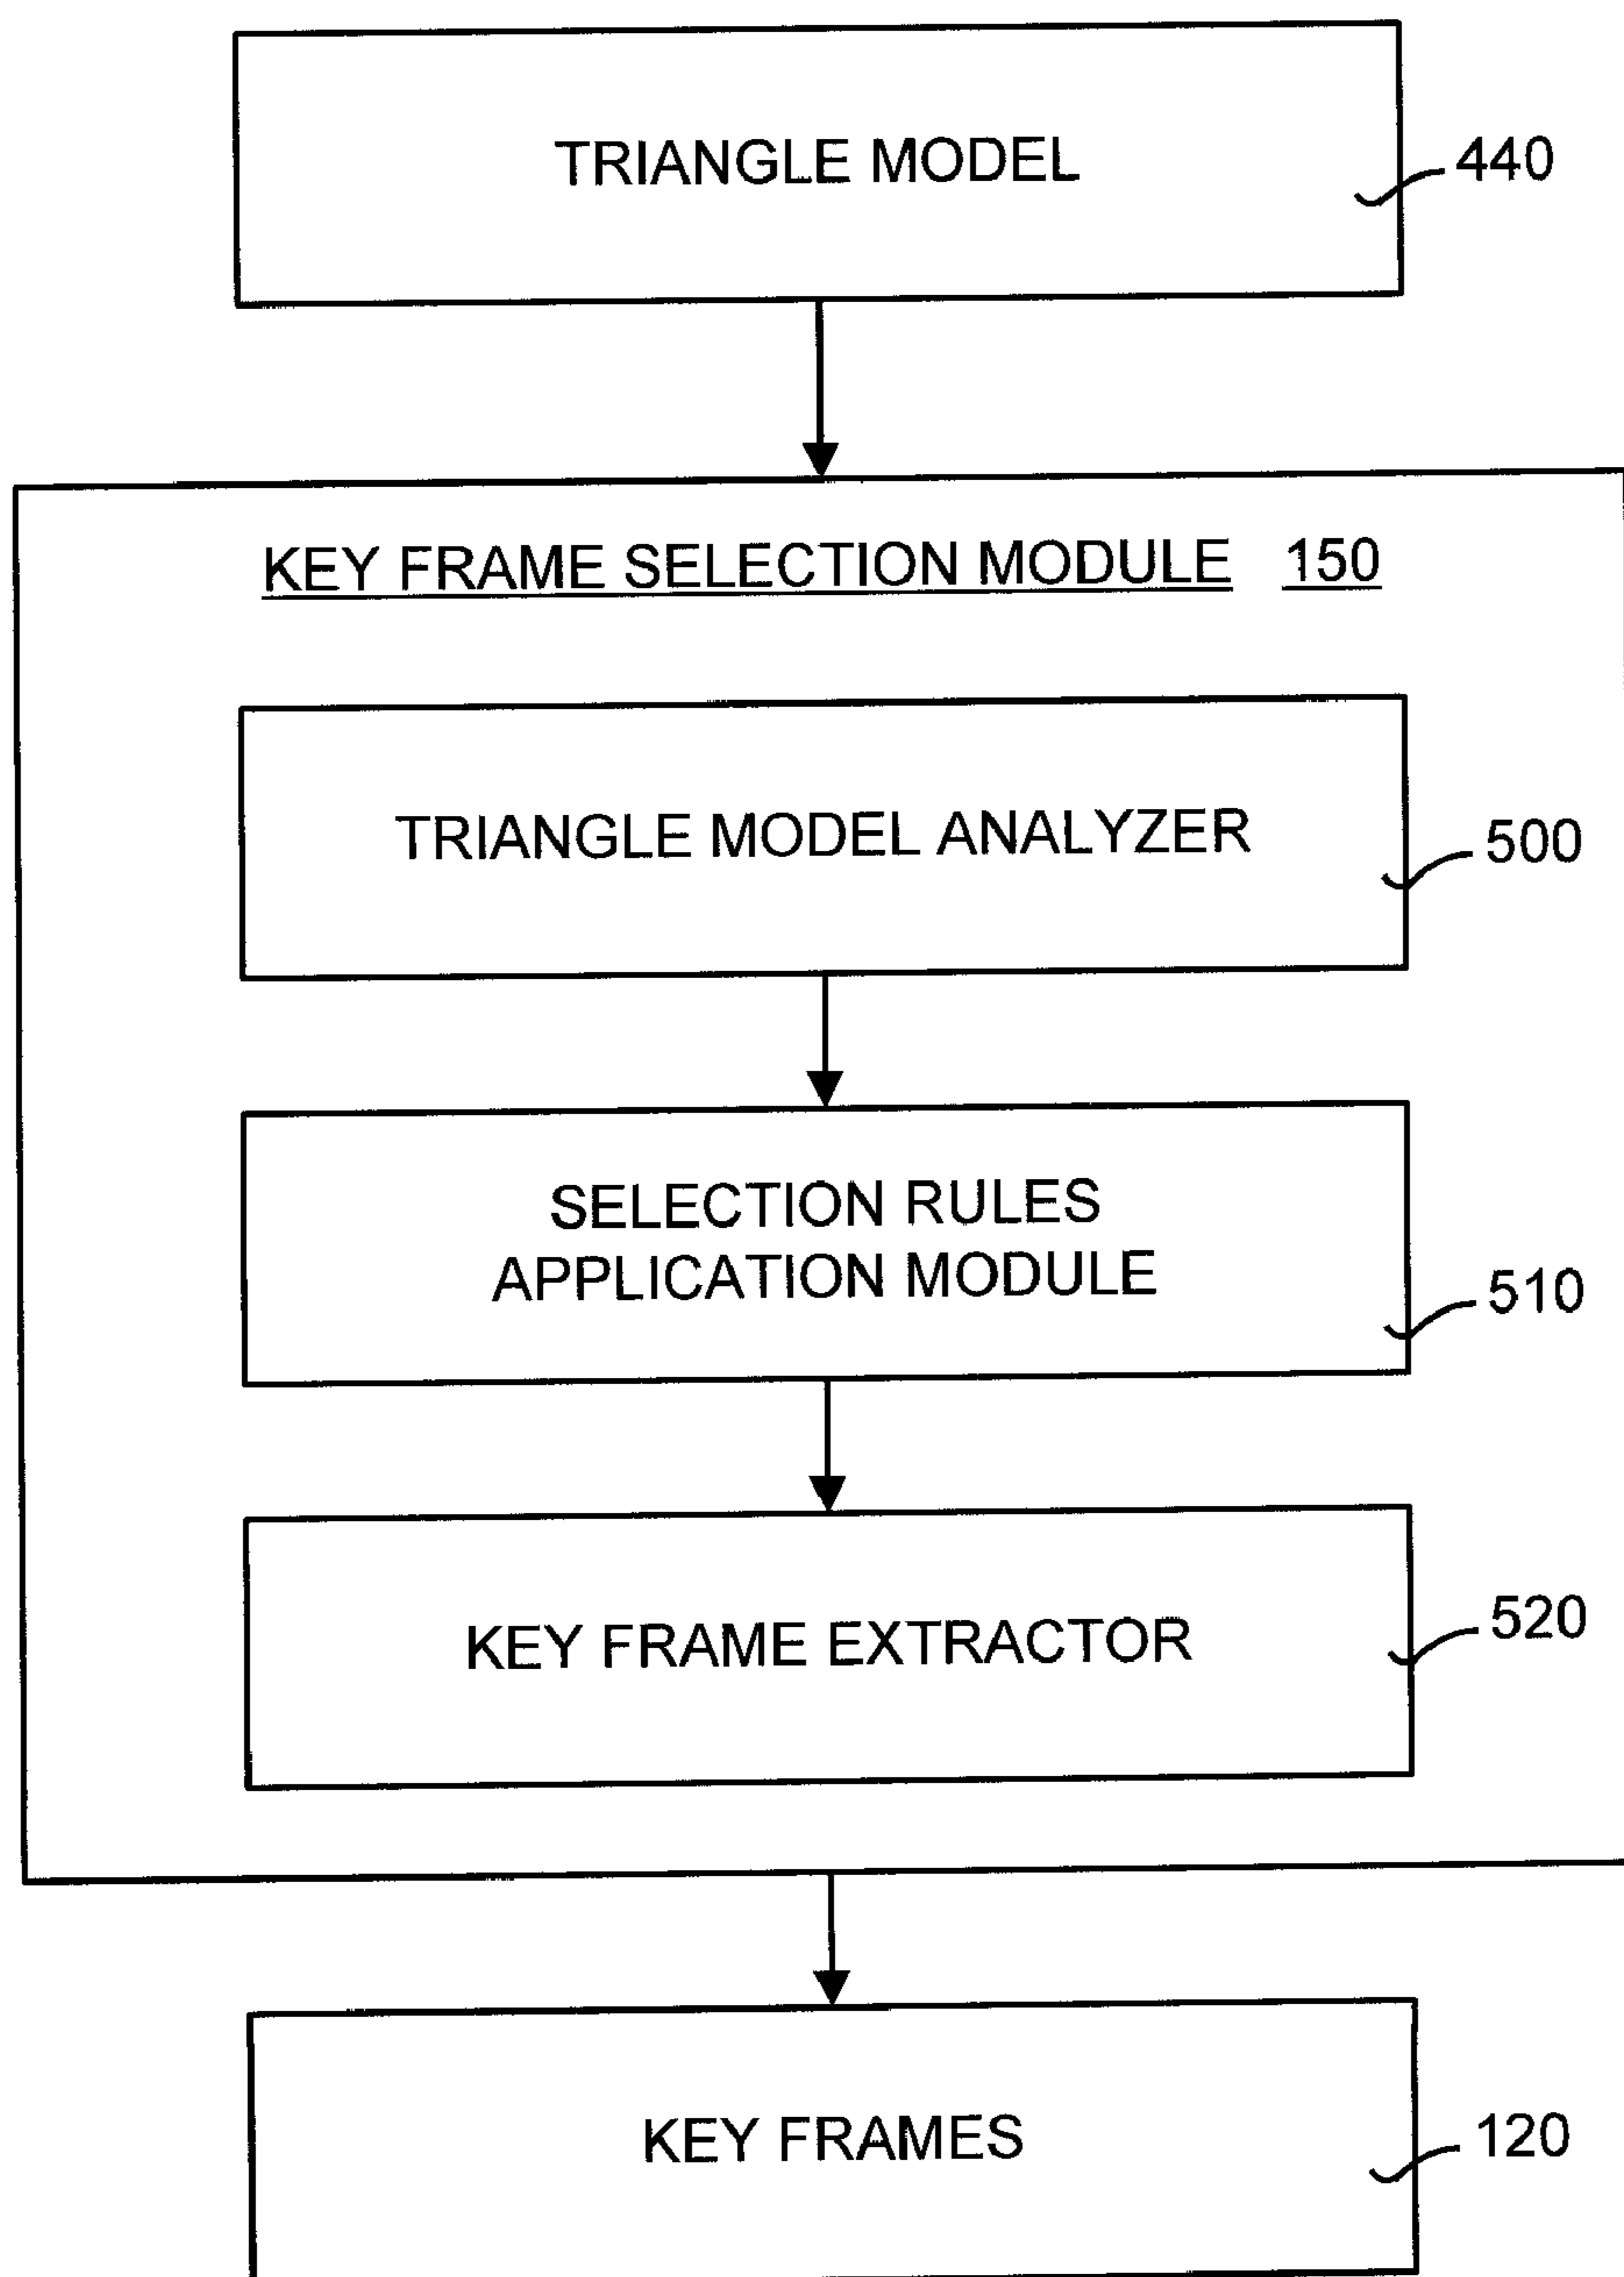 TRIANGLE MODEL
440
KEY FRAME SELECTION MODULE 150
TRIANGLE MODEL ANALYZER
500
SELECTION RULES
APPLICATION MODULE
510
KEY FRAME EXTRACTOR
520
KEY FRAMES
120